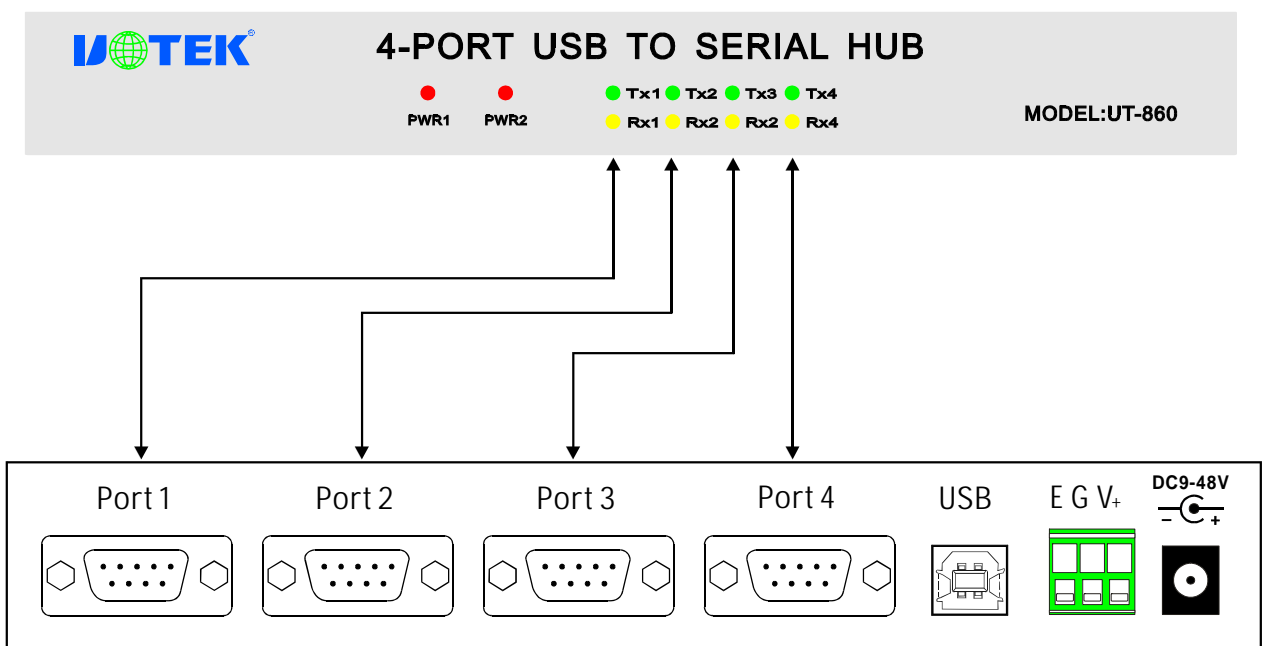 UTEK®
4-PORT USB TO SERIAL HUB
Tx1 Tx2 Tx3 Tx4
PWR1 PWR2 Rx1 Rx2 Rx2 Rx4
MODEL:UT-860
Port 1 Port 2 Port 3 Port 4 USB E G V+ DC9-48V
- +